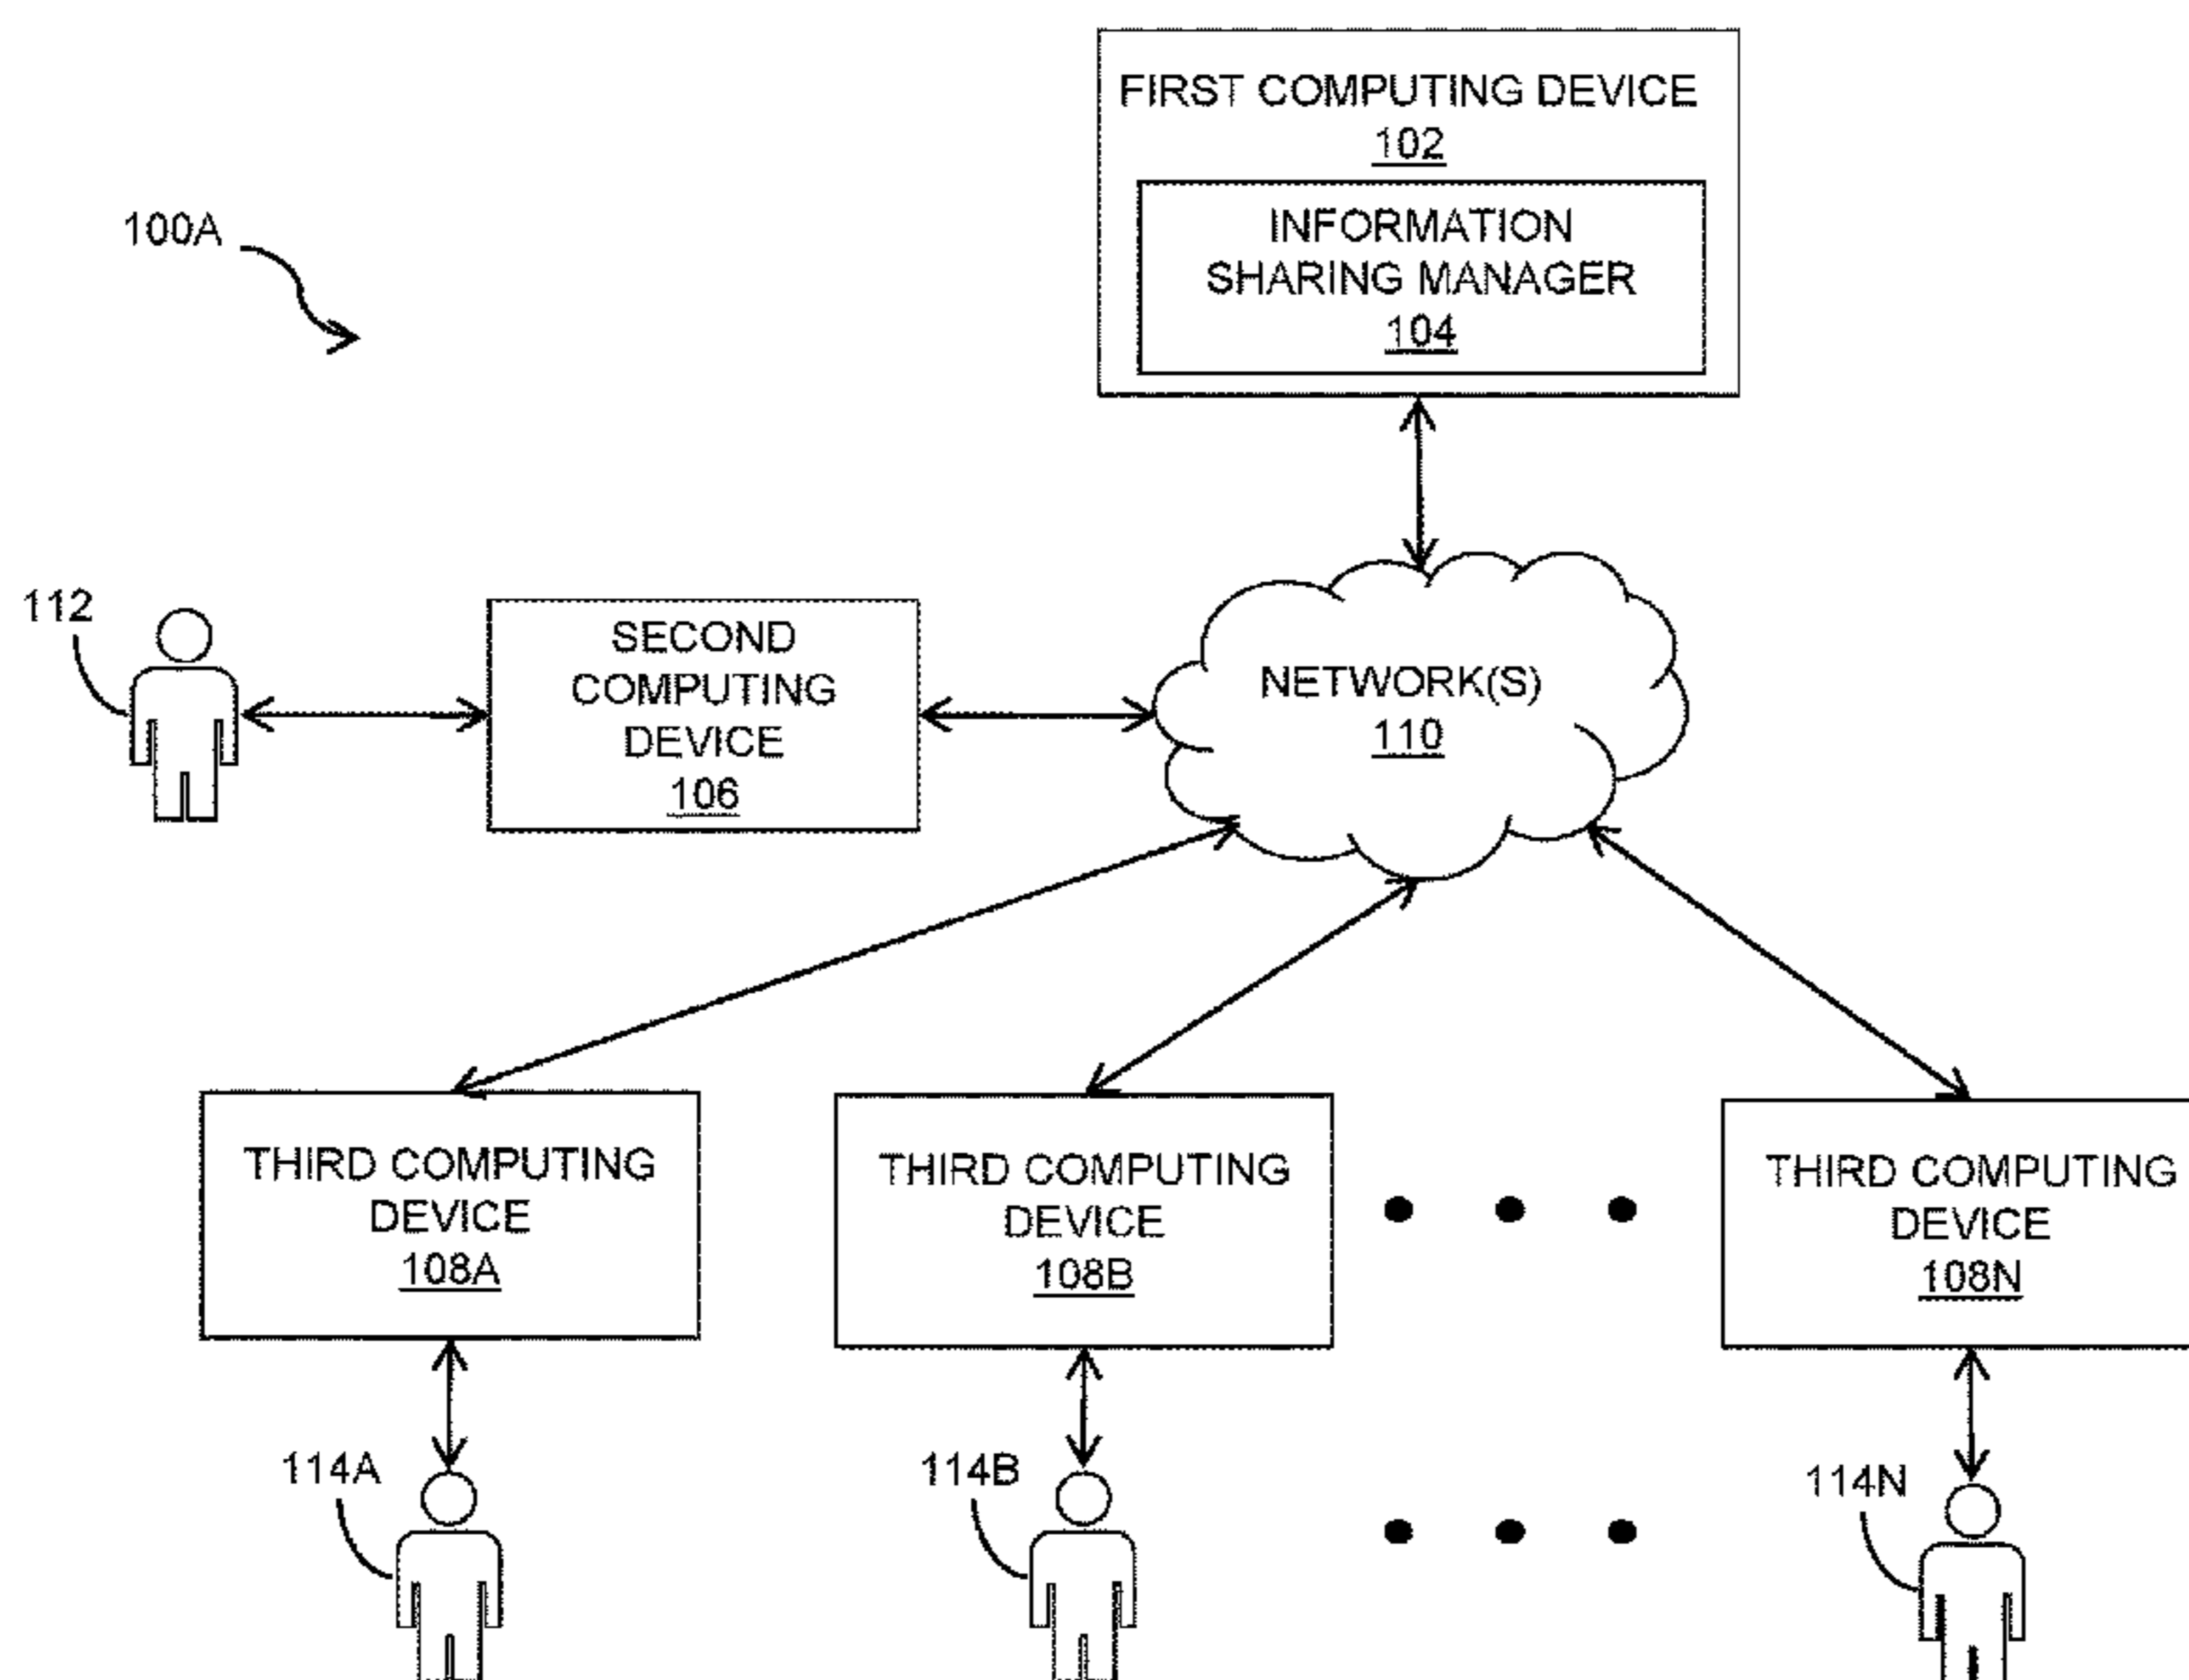 FIRST COMPUTING DEVICE
102
INFORMATION
SHARING MANAGER
104
100A
112
SECOND
COMPUTING
DEVICE
106
NETWORK(S)
110
THIRD COMPUTING
DEVICE
108A
THIRD COMPUTING
DEVICE
108B
THIRD COMPUTING
DEVICE
108N
114A
114B
114N